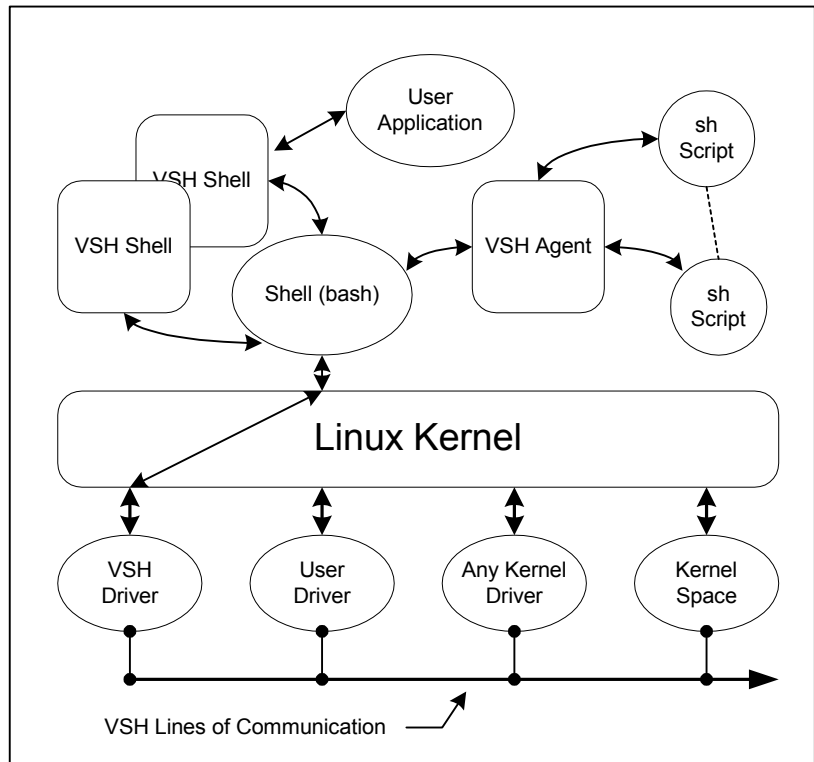 User
Application
sh
Script
VSH Shell
VSH Shell
VSH Agent
Shell (bash)
sh
Script
Linux Kernel
VSH
Driver
User
Driver
Any Kernel
Driver
Kernel
Space
VSH Lines of Communication